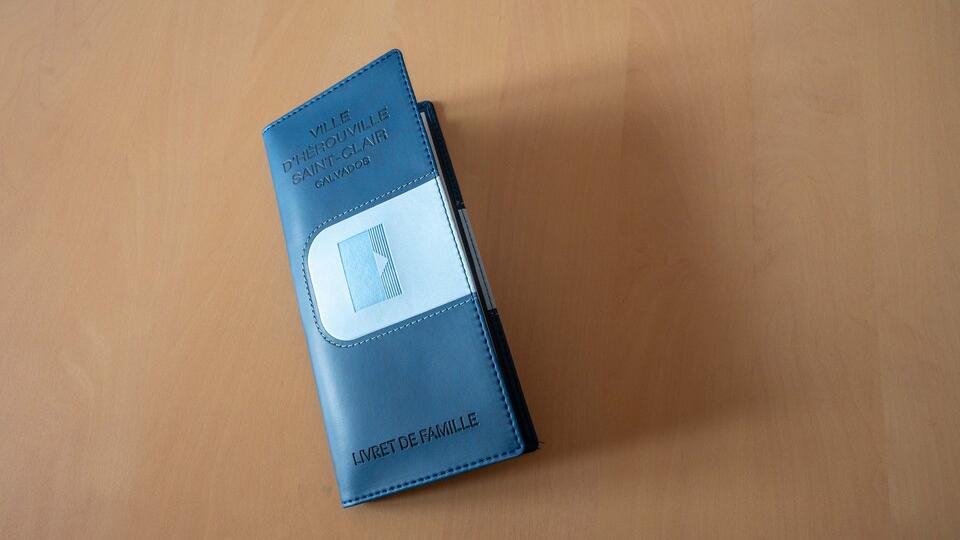 VILLE
D'HÉROUVILLE
SAINT-CLAIR
CALVADOS
LIVRET DE FAMILLE